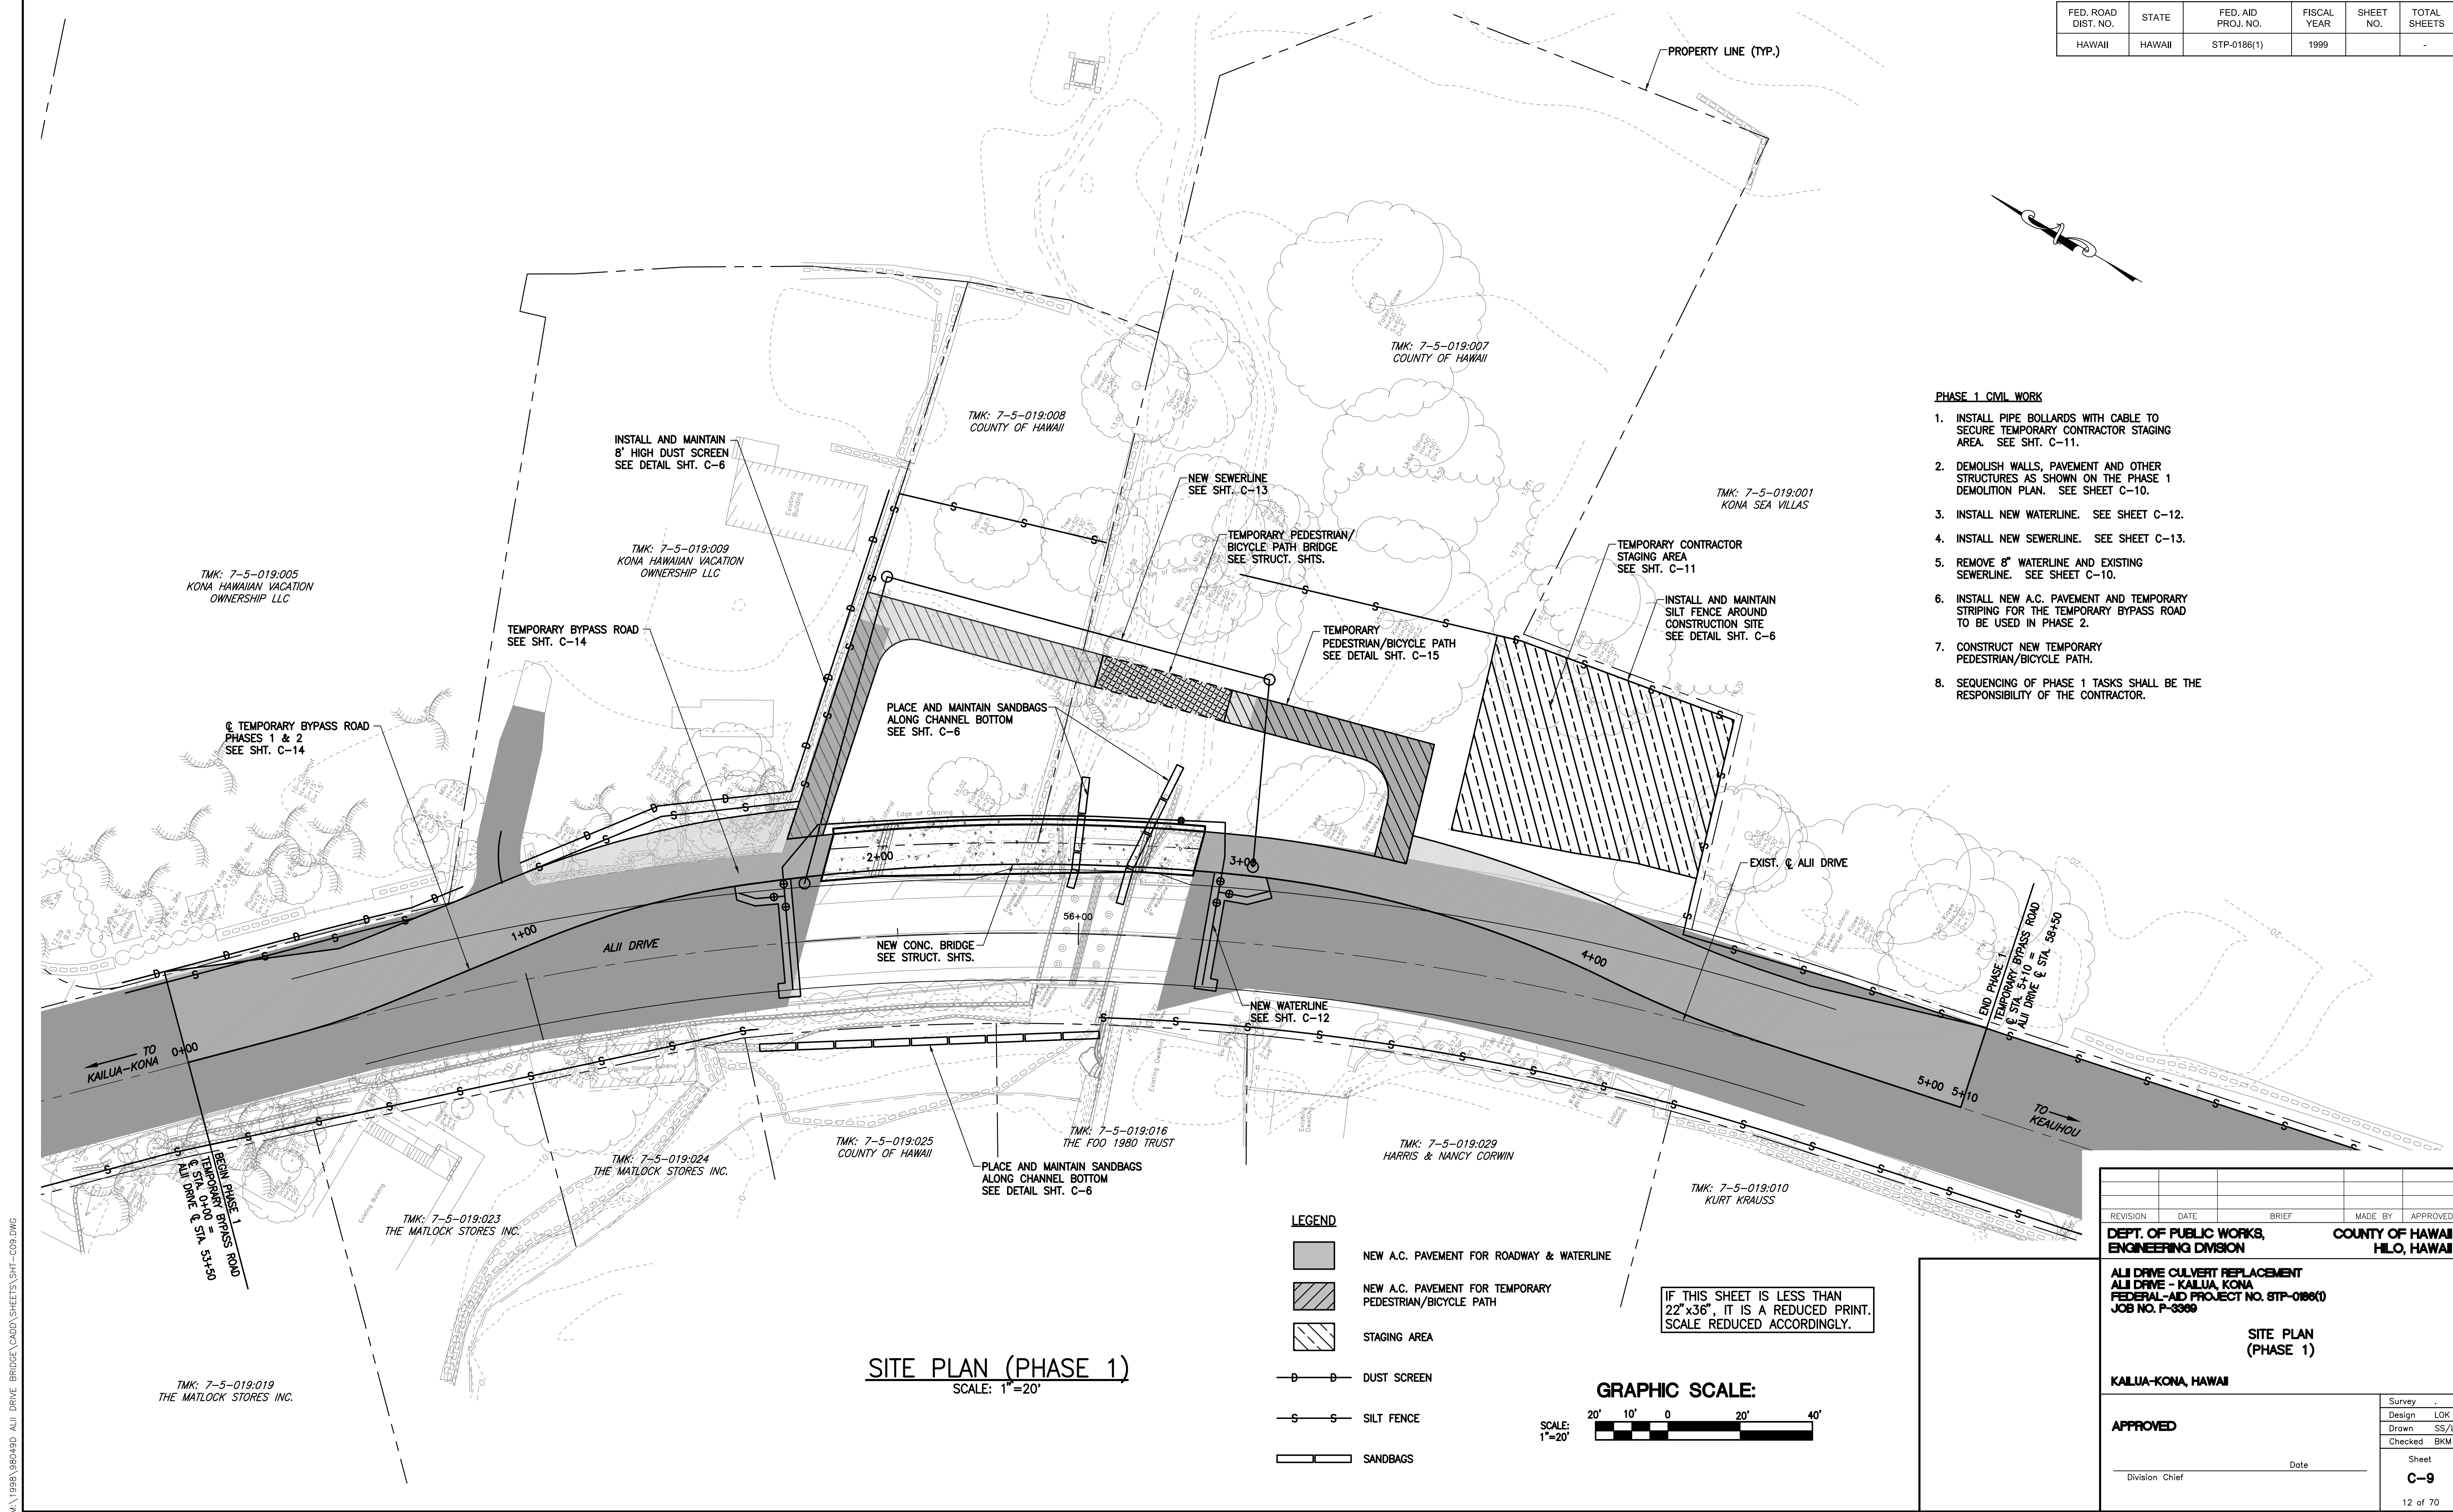 FED. ROAD
DIST. NO.
STATE
FED. AID
PROJ. NO.
FISCAL
YEAR
SHEET
NO.
TOTAL
SHEETS
HAWAII
HAWAII
STP-0186(1)
1999
-
PROPERTY LINE (TYP.)
TMK: 7-5-019:007
COUNTY OF HAWAII
TMK: 7-5-019:008
COUNTY OF HAWAII
INSTALL AND MAINTAIN
8' HIGH DUST SCREEN
SEE DETAIL SHT. C-6
Existing
Building
NEW SEWERLINE
SEE SHT. C-13
TMK: 7-5-019:001
KONA SEA VILLAS
TEMPORARY PEDESTRIAN/
BICYCLE PATH BRIDGE
SEE STRUCT. SHTS.
TEMPORARY CONTRACTOR
STAGING AREA
SEE SHT. C-11
TMK: 7-5-019:009
KONA HAWAIIAN VACATION
OWNERSHIP LLC
TMK: 7-5-019:005
KONA HAWAIIAN VACATION
OWNERSHIP LLC
INSTALL AND MAINTAIN
SILT FENCE AROUND
CONSTRUCTION SITE
SEE DETAIL SHT. C-6
TEMPORARY BYPASS ROAD
SEE SHT. C-14
TEMPORARY
PEDESTRIAN/BICYCLE PATH
SEE DETAIL SHT. C-15
PLACE AND MAINTAIN SANDBAGS
ALONG CHANNEL BOTTOM
SEE SHT. C-6
℄ TEMPORARY BYPASS ROAD
PHASES 1 & 2
SEE SHT. C-14
Edge of Clearing
2+00
3+00
EXIST. ℄ ALII DRIVE
56+00
1+00
ALII DRIVE
NEW CONC. BRIDGE
SEE STRUCT. SHTS.
4+00
NEW WATERLINE
SEE SHT. C-12
END PHASE 1
TEMPORARY BYPASS ROAD
℄ STA. 5+10 =
ALII DRIVE ℄ STA. 58+50
TO
KAILUA-KONA
0+00
5+00
5+10
TO
KEAUHOU
BEGIN PHASE 1
TEMPORARY BYPASS ROAD
℄ STA. 0+00 =
ALII DRIVE ℄ STA. 53+50
TMK: 7-5-019:025
COUNTY OF HAWAII
TMK: 7-5-019:016
THE FOO 1980 TRUST
TMK: 7-5-019:029
HARRIS & NANCY CORWIN
TMK: 7-5-019:024
THE MATLOCK STORES INC.
PLACE AND MAINTAIN SANDBAGS
ALONG CHANNEL BOTTOM
SEE DETAIL SHT. C-6
TMK: 7-5-019:010
KURT KRAUSS
TMK: 7-5-019:023
THE MATLOCK STORES INC.
TMK: 7-5-019:019
THE MATLOCK STORES INC.
Existing Building
Existing Dwelling
PHASE 1 CIVIL WORK
1. INSTALL PIPE BOLLARDS WITH CABLE TO
SECURE TEMPORARY CONTRACTOR STAGING
AREA. SEE SHT. C-11.
2. DEMOLISH WALLS, PAVEMENT AND OTHER
STRUCTURES AS SHOWN ON THE PHASE 1
DEMOLITION PLAN. SEE SHEET C-10.
3. INSTALL NEW WATERLINE. SEE SHEET C-12.
4. INSTALL NEW SEWERLINE. SEE SHEET C-13.
5. REMOVE 8" WATERLINE AND EXISTING
SEWERLINE. SEE SHEET C-10.
6. INSTALL NEW A.C. PAVEMENT AND TEMPORARY
STRIPING FOR THE TEMPORARY BYPASS ROAD
TO BE USED IN PHASE 2.
7. CONSTRUCT NEW TEMPORARY
PEDESTRIAN/BICYCLE PATH.
8. SEQUENCING OF PHASE 1 TASKS SHALL BE THE
RESPONSIBILITY OF THE CONTRACTOR.
LEGEND
NEW A.C. PAVEMENT FOR ROADWAY & WATERLINE
NEW A.C. PAVEMENT FOR TEMPORARY
PEDESTRIAN/BICYCLE PATH
STAGING AREA
D D DUST SCREEN
S S SILT FENCE
SANDBAGS
IF THIS SHEET IS LESS THAN
22"x36", IT IS A REDUCED PRINT.
SCALE REDUCED ACCORDINGLY.
SITE PLAN (PHASE 1)
SCALE: 1"=20'
GRAPHIC SCALE:
SCALE:
1"=20'
20' 10' 0 20' 40'
REVISION DATE BRIEF MADE BY APPROVED
DEPT. OF PUBLIC WORKS, COUNTY OF HAWAII
ENGINEERING DIVISION HILO, HAWAII
ALII DRIVE CULVERT REPLACEMENT
ALII DRIVE - KAILUA, KONA
FEDERAL-AID PROJECT NO. STP-0186(1)
JOB NO. P-3369
SITE PLAN
(PHASE 1)
KAILUA-KONA, HAWAII
APPROVED
Date
Division Chief
Survey .
Design LOK
Drawn SS/L
Checked BKM
Sheet
C-9
12 of 70
M:\1998\98049D ALII DRIVE BRIDGE\CADD\SHEETS\SHT-C09.DWG